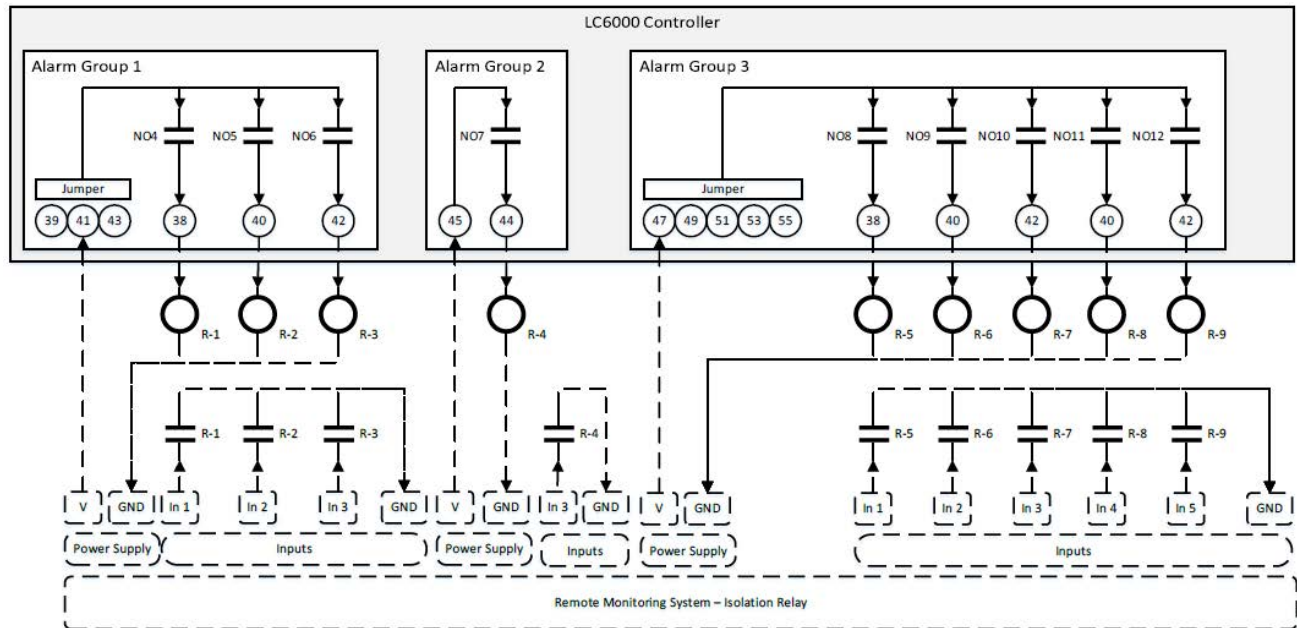 LC6000 Controller
Alarm Group 1
Alarm Group 2
Alarm Group 3
NO4 NO5 NO6 NO7 NO8 NO9 NO10 NO11 NO12
Jumper Jumper
39 41 43 38 40 42 45 44 47 49 51 53 55 38 40 42 40 42
R-1 R-2 R-3 R-4 R-5 R-6 R-7 R-8 R-9
R-1 R-2 R-3 R-4 R-5 R-6 R-7 R-8 R-9
V GND In 1 In 2 In 3 GND V GND In 3 GND V GND In 1 In 2 In 3 In 4 In 5 GND
Power Supply Inputs Power Supply Inputs Power Supply Inputs
Remote Monitoring System – Isolation Relay